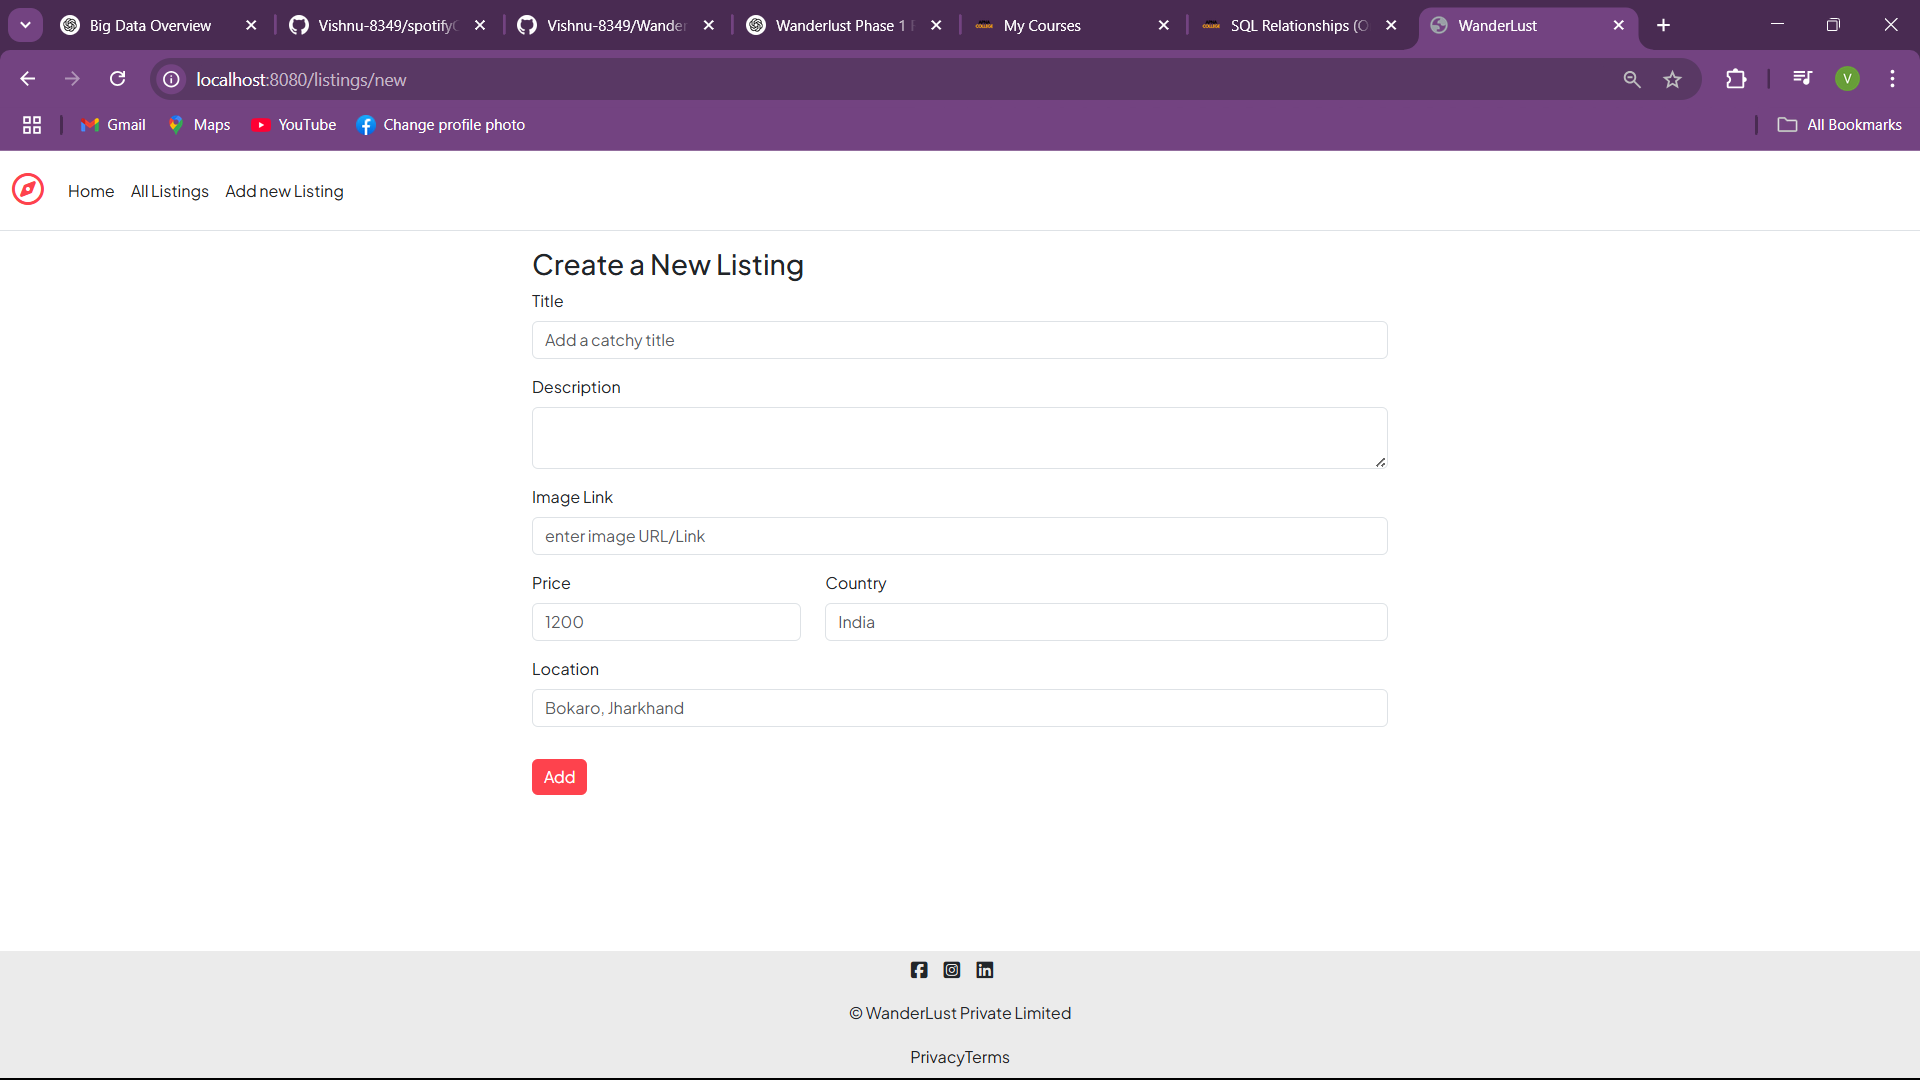 Big Data Overview
Vishnu-8349/spotifyC
Vishnu-8349/Wander
Wanderlust Phase 1
My Courses
SQL Relationships (O
WanderLust
localhost:8080/listings/new
V
Gmail
Maps
YouTube
Change profile photo
All Bookmarks
Home
All Listings
Add new Listing
Create a New Listing
Title
Add a catchy title
Description
Image Link
enter image URL/Link
Price
Country
1200
India
Location
Bokaro, Jharkhand
Add
© WanderLust Private Limited
PrivacyTerms